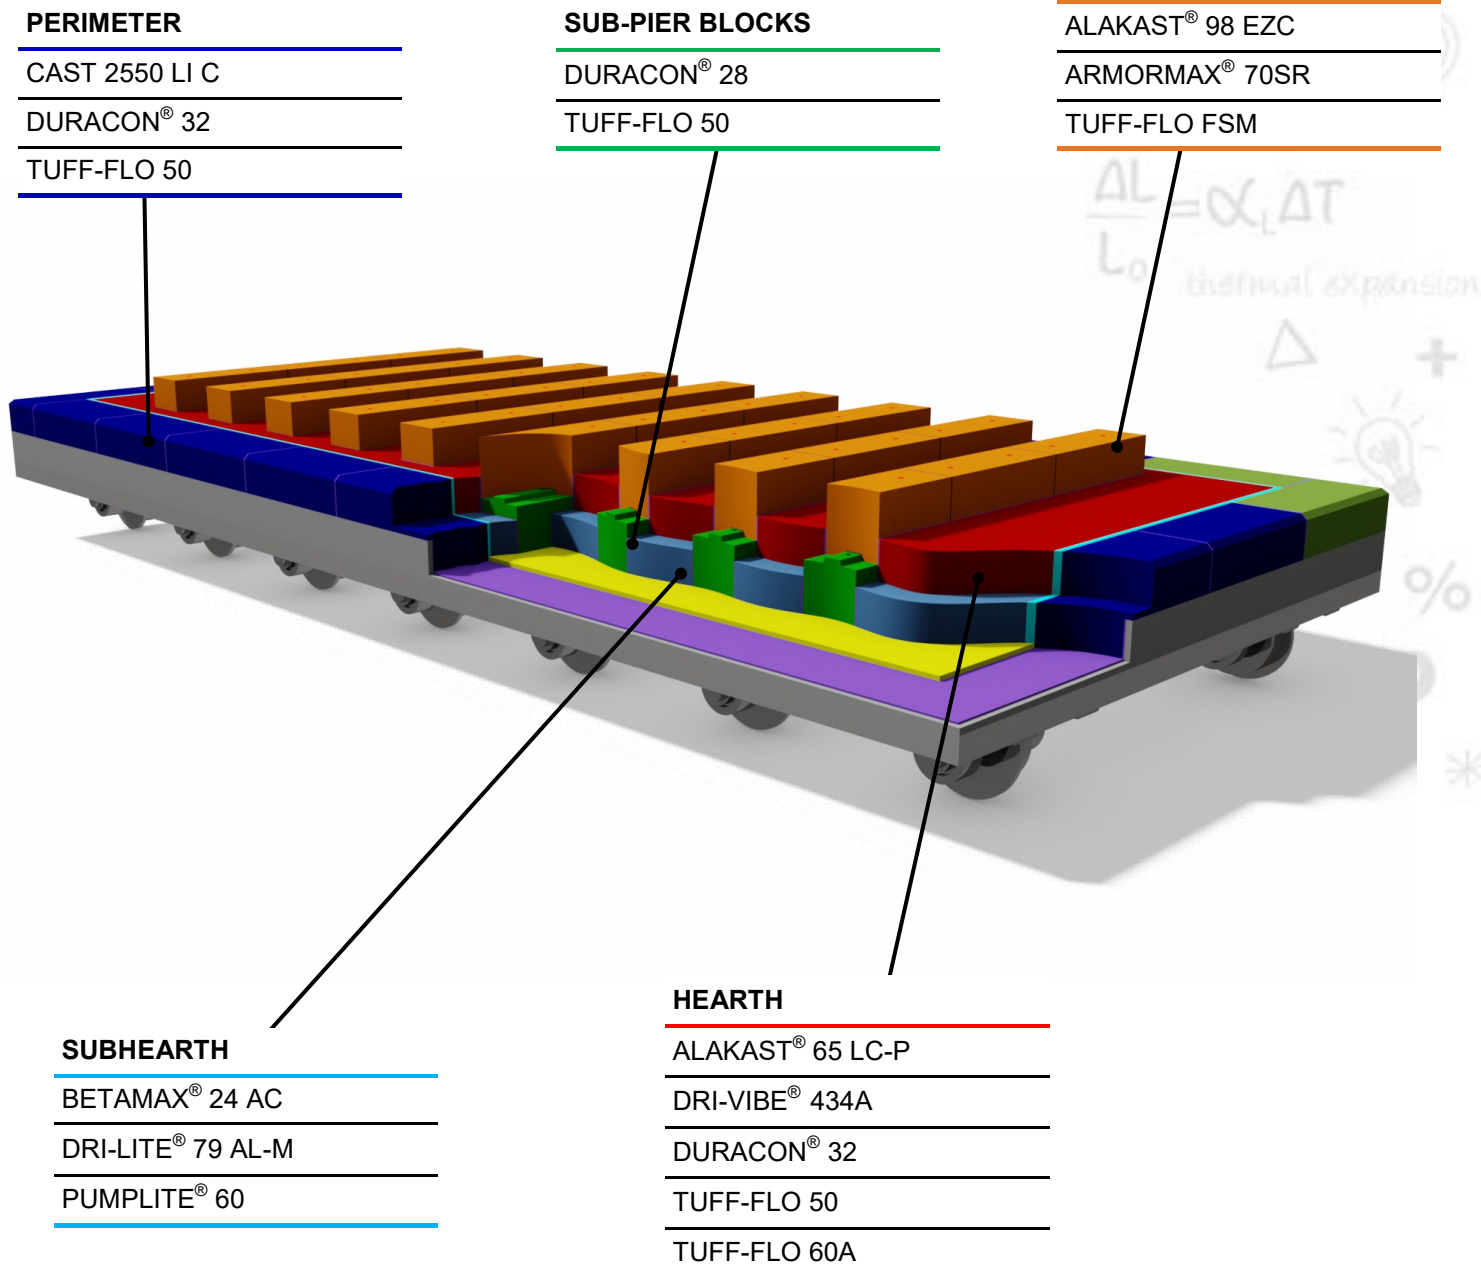 PERIMETER
CAST 2550 LI C
DURACON® 32
TUFF-FLO 50
SUB-PIER BLOCKS
DURACON® 28
TUFF-FLO 50
ALAKAST® 98 EZC
ARMORMAX® 70SR
TUFF-FLO FSM
ΔL
— = α_L ΔT
L₀
thermal expansion
Δ +
%
*
SUBHEARTH
BETAMAX® 24 AC
DRI-LITE® 79 AL-M
PUMPLITE® 60
HEARTH
ALAKAST® 65 LC-P
DRI-VIBE® 434A
DURACON® 32
TUFF-FLO 50
TUFF-FLO 60A